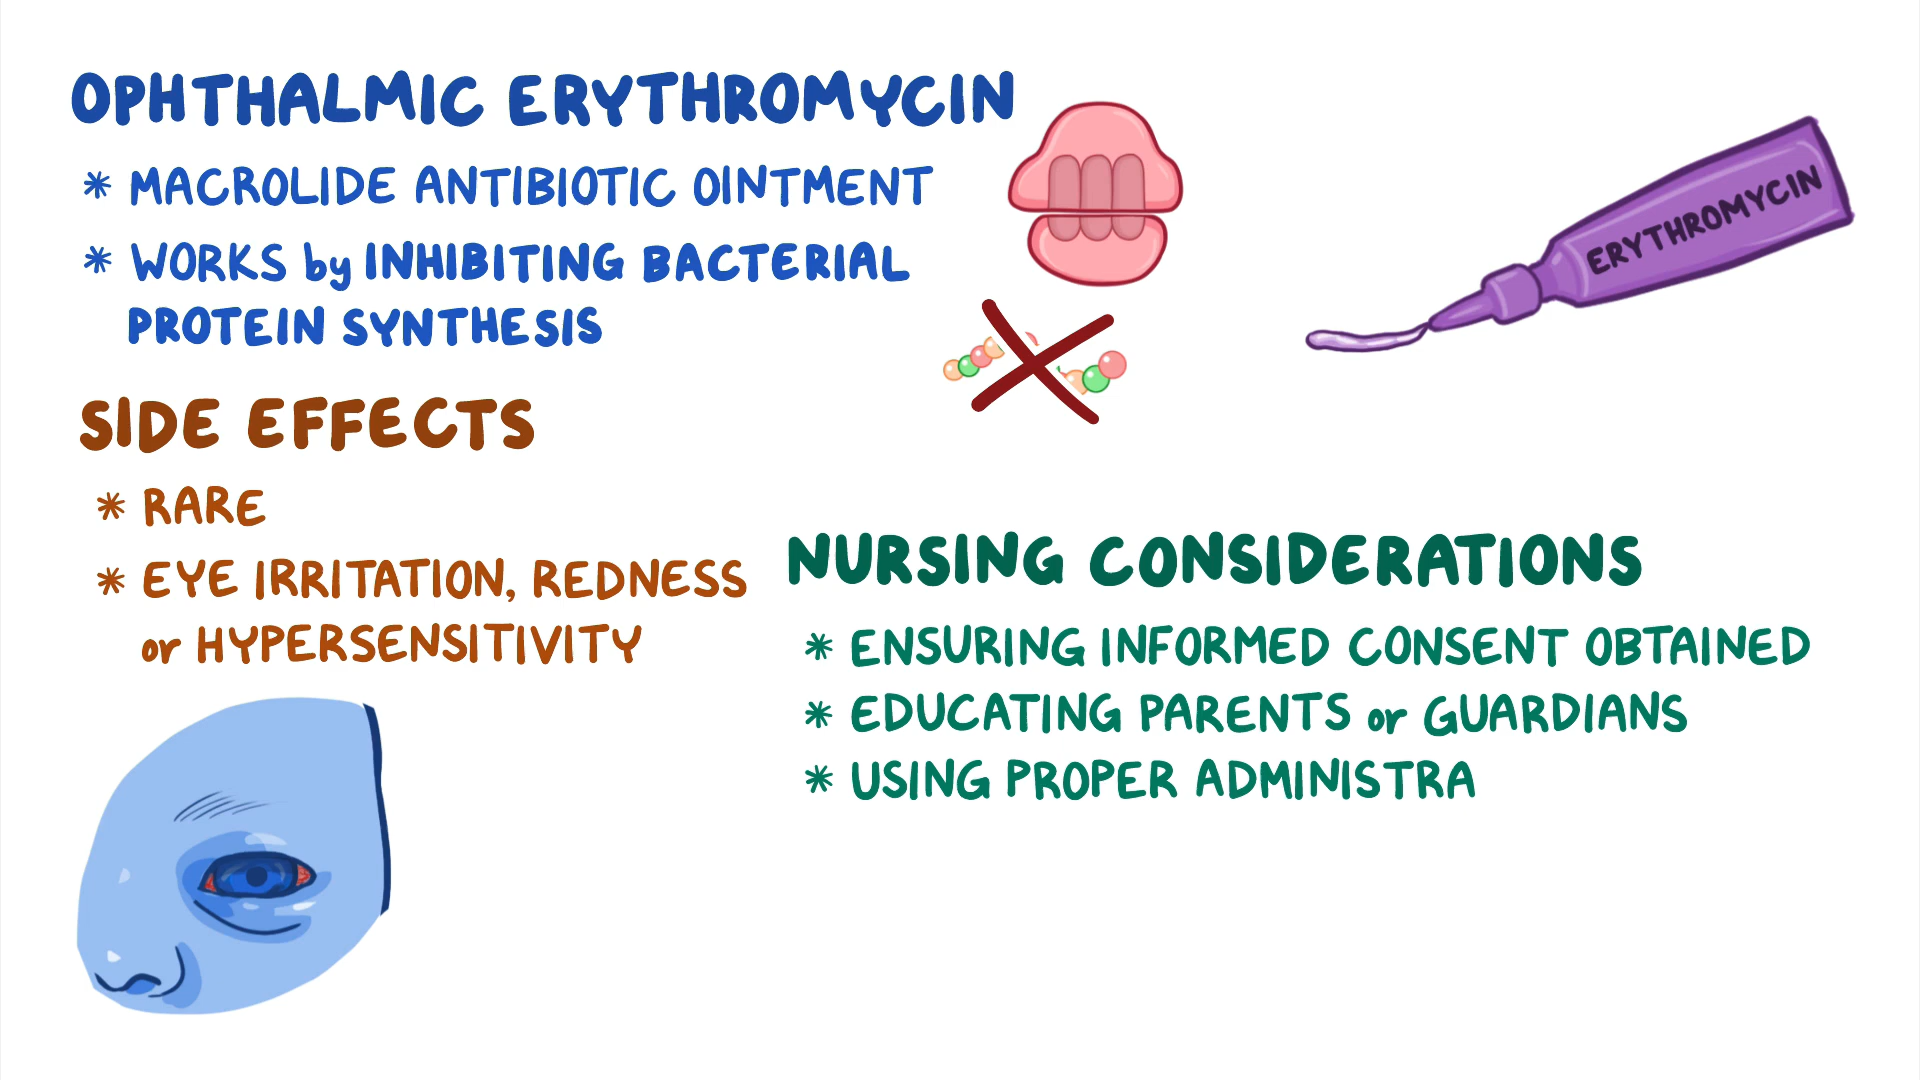 OPHTHALMIC ERYTHROMYCIN
* MACROLIDE ANTIBIOTIC OINTMENT
* WORKS by INHIBITING BACTERIAL
PROTEIN SYNTHESIS
ERYTHROMYCIN
SIDE EFFECTS
* RARE
* EYE IRRITATION, REDNESS
or HYPERSENSITIVITY
NURSING CONSIDERATIONS
* ENSURING INFORMED CONSENT OBTAINED
* EDUCATING PARENTS or GUARDIANS
* USING PROPER ADMINISTRA